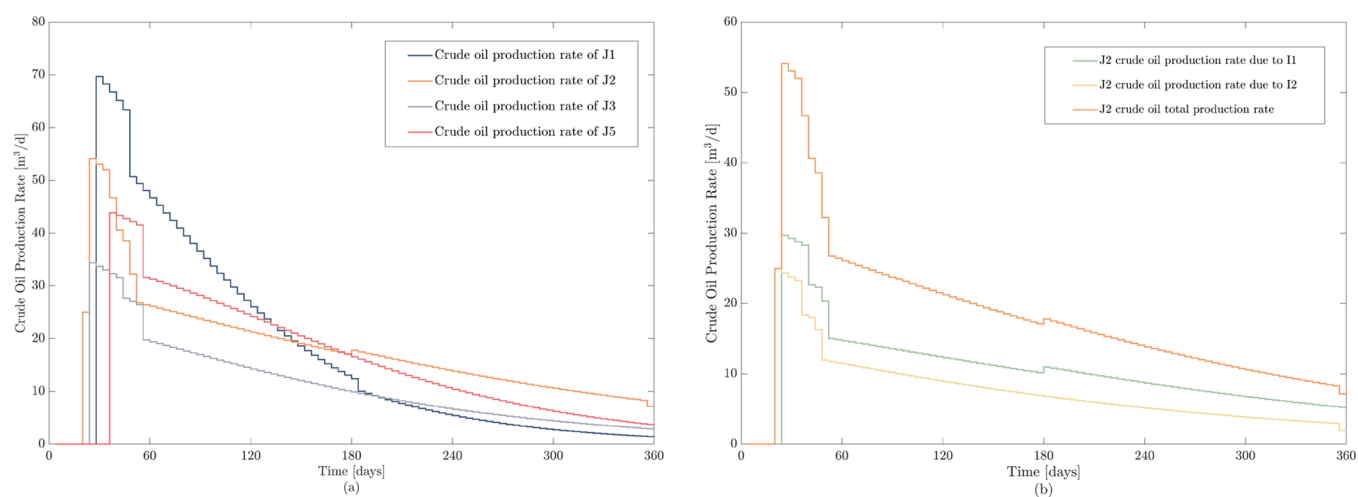 80
70
60
50
40
30
20
10
0
Crude Oil Production Rate [m³/d]
Crude oil production rate of J1
Crude oil production rate of J2
Crude oil production rate of J3
Crude oil production rate of J5
0 60 120 180 240 300 360
Time [days]
(a)
60
50
40
30
20
10
0
Crude Oil Production Rate [m³/d]
J2 crude oil production rate due to I1
J2 crude oil production rate due to I2
J2 crude oil total production rate
0 60 120 180 240 300 360
Time [days]
(b)